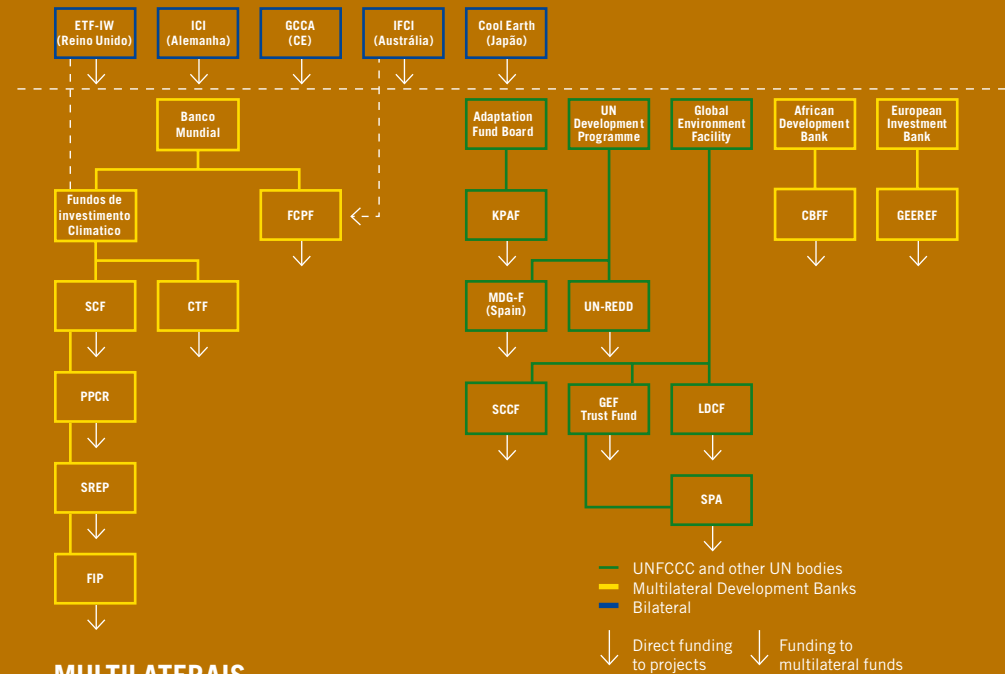 ETF-IW
(Reino Unido)
ICI
(Alemanha)
GCCA
(CE)
IFCI
(Austrália)
Cool Earth
(Japão)
Banco
Mundial
Adaptation
Fund Board
UN
Development
Programme
Global
Environment
Facility
African
Development
Bank
European
Investment
Bank
Fundos de
investimento
Climatico
FCPF
KPAF
CBFF
GEEREF
SCF
CTF
MDG-F
(Spain)
UN-REDD
PPCR
SCCF
GEF
Trust Fund
LDCF
SREP
SPA
FIP
UNFCCC and other UN bodies
Multilateral Development Banks
Bilateral
Direct funding
to projects
Funding to
multilateral funds
MULTILATERAIS